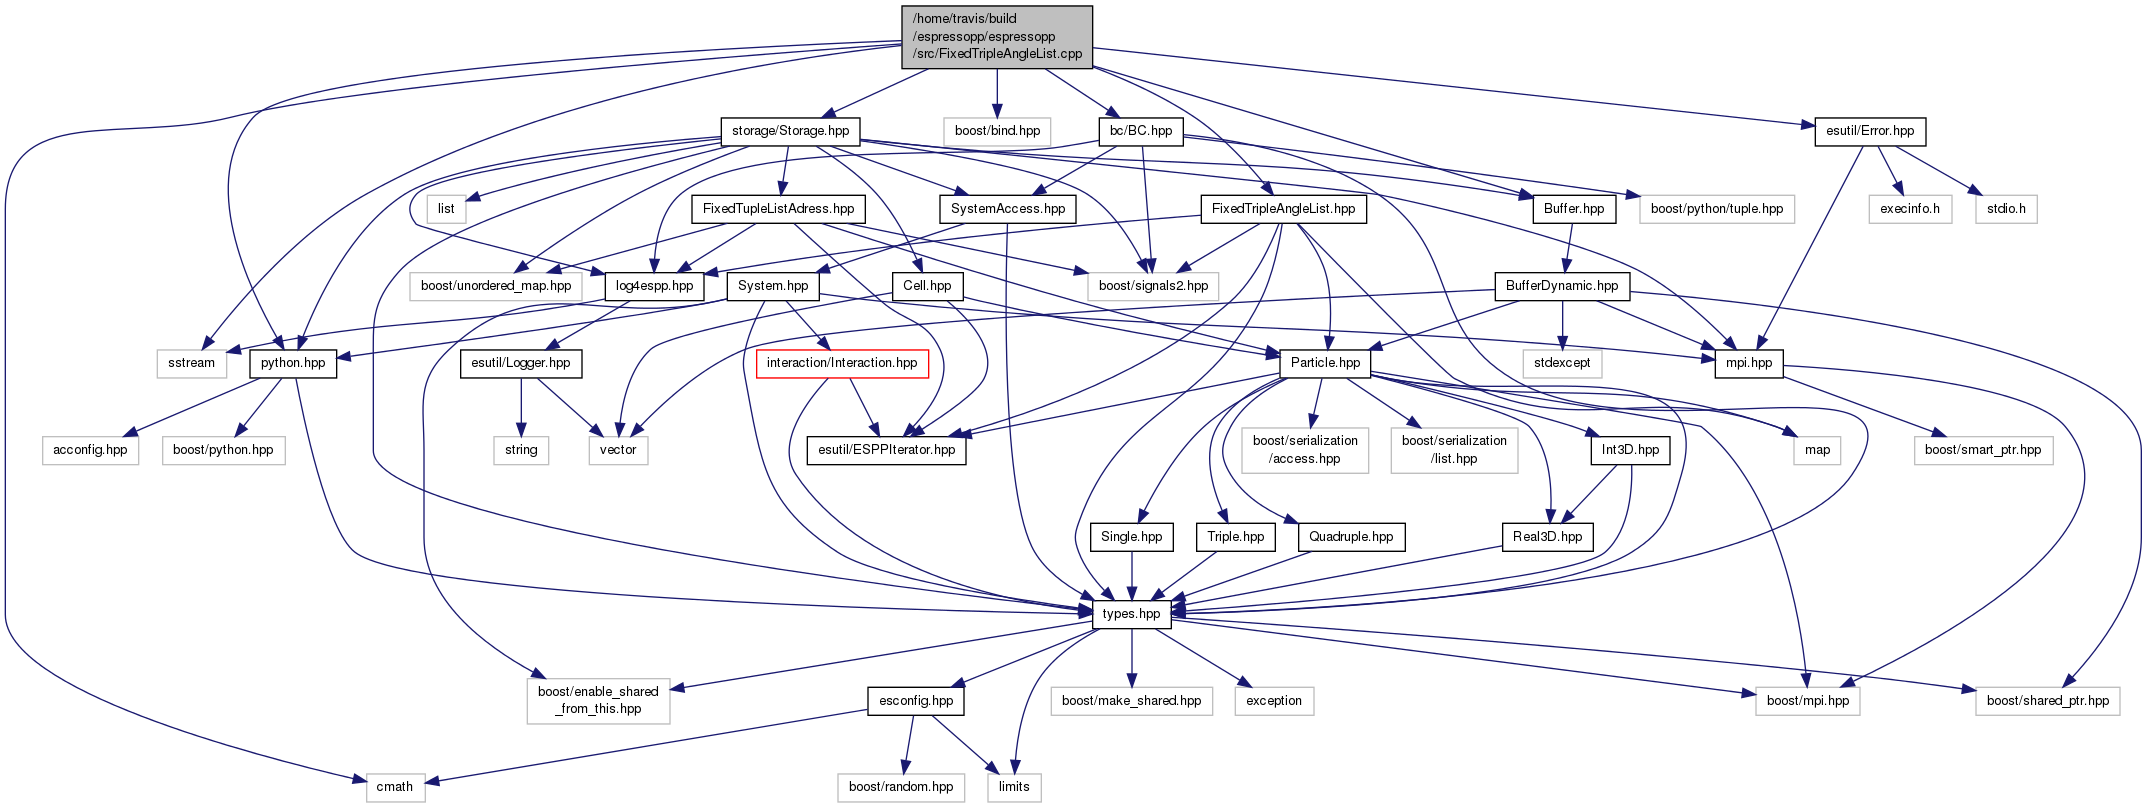 /home/travis/build
/espressopp/espressopp
/src/FixedTripleAngleList.cpp
storage/Storage.hpp
boost/bind.hpp
bc/BC.hpp
esutil/Error.hpp
list
FixedTupleListAdress.hpp
SystemAccess.hpp
FixedTripleAngleList.hpp
Buffer.hpp
boost/python/tuple.hpp
execinfo.h
stdio.h
boost/unordered_map.hpp
log4espp.hpp
System.hpp
Cell.hpp
boost/signals2.hpp
BufferDynamic.hpp
sstream
python.hpp
esutil/Logger.hpp
interaction/Interaction.hpp
Particle.hpp
stdexcept
mpi.hpp
acconfig.hpp
boost/python.hpp
string
vector
esutil/ESPPIterator.hpp
boost/serialization
/access.hpp
boost/serialization
/list.hpp
Int3D.hpp
map
boost/smart_ptr.hpp
Single.hpp
Triple.hpp
Quadruple.hpp
Real3D.hpp
types.hpp
boost/enable_shared
_from_this.hpp
esconfig.hpp
boost/make_shared.hpp
exception
boost/mpi.hpp
boost/shared_ptr.hpp
cmath
boost/random.hpp
limits